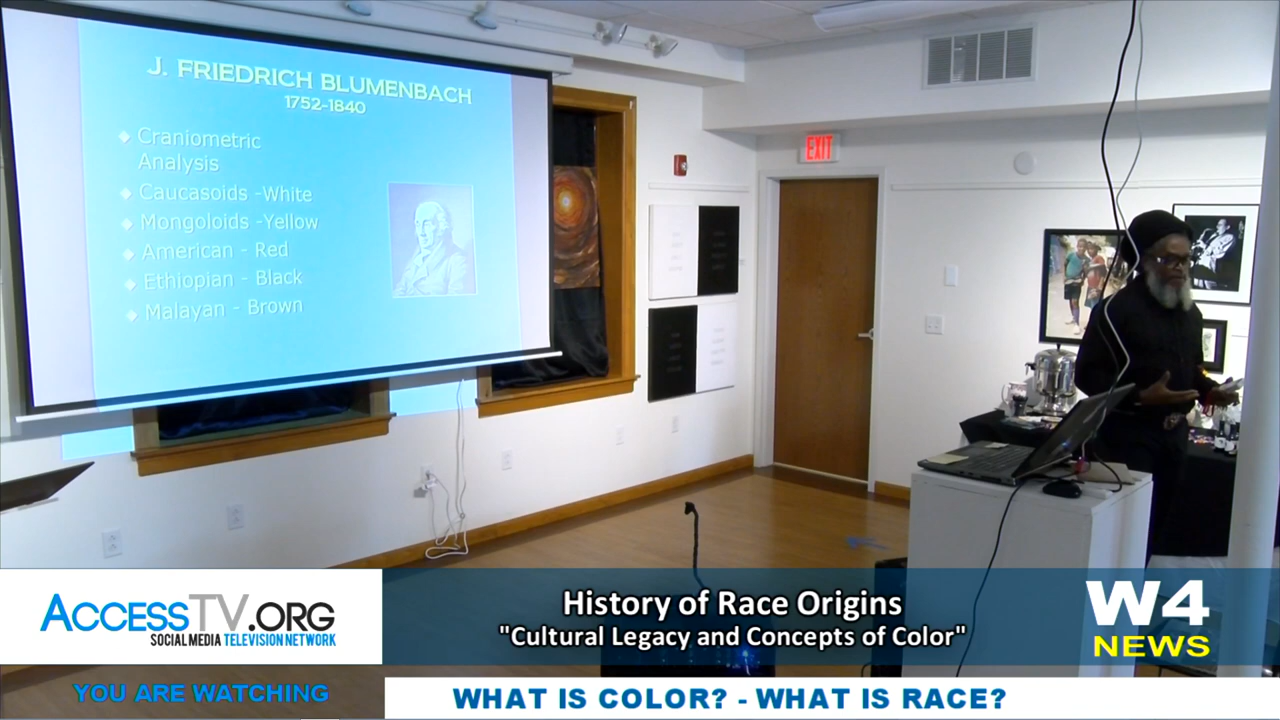 J. FRIEDRICH BLUMENBACH
1752-1840
Craniometric
Analysis
Caucasoids -White
Mongoloids -Yellow
American - Red
Ethiopian - Black
Malayan - Brown
EXIT
ACCESSTV.ORG
SOCIAL MEDIA TELEVISION NETWORK
History of Race Origins
"Cultural Legacy and Concepts of Color"
W4
NEWS
YOU ARE WATCHING
WHAT IS COLOR? - WHAT IS RACE?